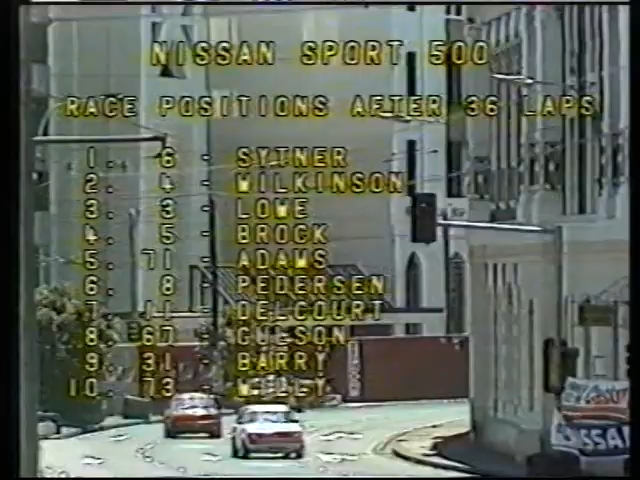 NISSAN SPORT 500
RACE POSITIONS AFTER 36 LAPS
1. 6 - SYTNER
2. 4 - WILKINSON
3. 3 - LOWE
4. 5 - BROCK
5. 71 - ADAMS
6. 8 - PEDERSEN
7. 11 - DELCOURT
8. 67 - GULSON
9. 31 - BARRY
10. 73 -
SSAN